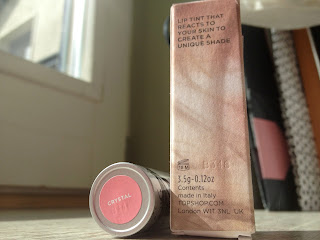 LIP TINT THAT
REACTS TO
YOUR SKIN TO
CREATE A
UNIQUE SHADE
3.5g-0.12oz
Contents
made in Italy
TOPSHOP.COM
London W1T 3NL, UK
CRYSTAL